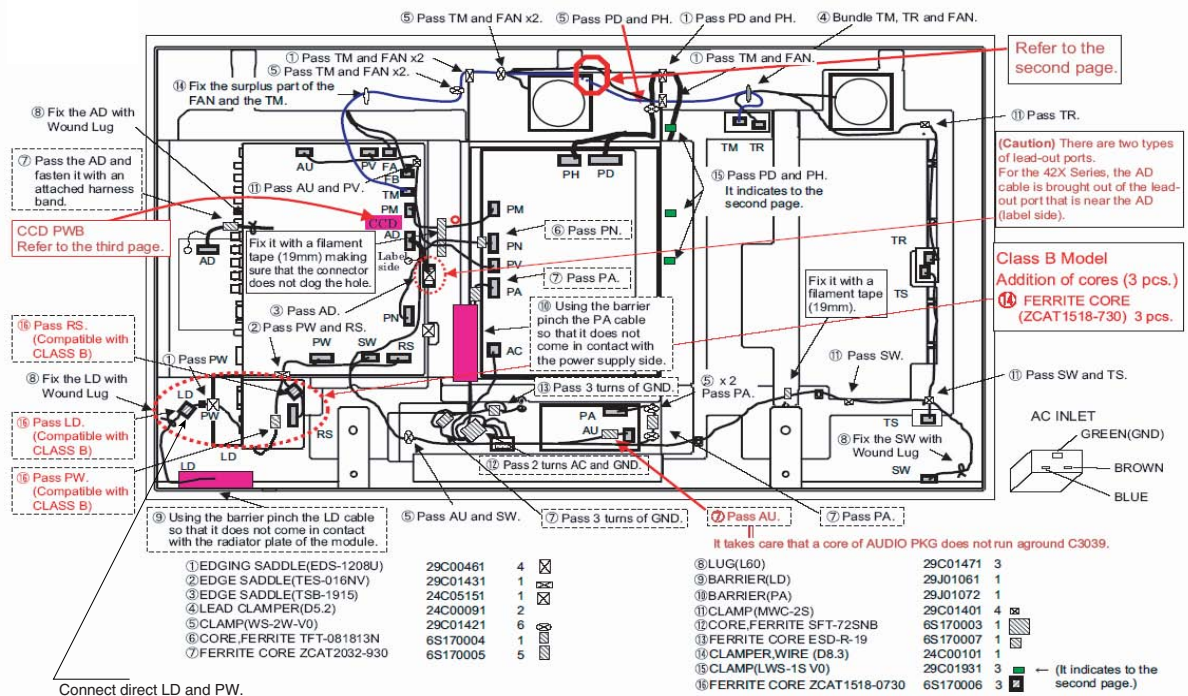 ⑤ Pass TM and FAN x2.
⑤ Pass PD and PH.
① Pass PD and PH.
④ Bundle TM, TR and FAN.
① Pass TM and FAN x2
⑤ Pass TM and FAN x2.
① Pass TM and FAN.
Refer to the
second page.
⑭ Fix the surplus part of the
FAN and the TM.
⑧ Fix the AD with
Wound Lug
⑪ Pass TR.
TM
TR
⑦ Pass the AD and
fasten it with an
attached harness
band.
AU
PV
FA
FB
⑪ Pass AU and PV.
TM
PM
PH
PD
⑮ Pass PD and PH.
It indicates to the
second page.
(Caution) There are two types
of lead-out ports.
For the 42X Series, the AD
cable is brought out of the lead-
out port that is near the AD
(label side).
CCD PWB
Refer to the third page.
CCD
AD
PM
⑥ Pass PN.
PN
AD
Fix it with a filament
tape (19mm) making
sure that the connector
does not clog the hole.
Label
side
PV
⑦ Pass PA.
PA
TR
TS
Class B Model
Addition of cores (3 pcs.)
⑭ FERRITE CORE
(ZCAT1518-730) 3 pcs.
Fix it with a
filament tape
(19mm).
③ Pass AD.
PN
⑩ Using the barrier
pinch the PA cable
so that it does not
come in contact with
the power supply side.
⑯ Pass RS.
(Compatible with
CLASS B)
② Pass PW and RS.
PW
SW
RS
AC
⑪ Pass SW.
① Pass PW
⑧ Fix the LD with
Wound Lug
⑬ Pass 3 turns of GND.
⑤ x 2
Pass PA.
⑪ Pass SW and TS.
LD
PW
⑯ Pass LD.
(Compatible with
CLASS B)
RS
LD
PA
AU
TS
AC INLET
GREEN(GND)
BROWN
BLUE
⑫ Pass 2 turns AC and GND.
⑧ Fix the SW with
Wound Lug
SW
⑯ Pass PW.
(Compatible with
CLASS B)
LD
⑨ Using the barrier pinch the LD cable
so that it does not come in contact
with the radiator plate of the module.
⑤ Pass AU and SW.
⑦ Pass 3 turns of GND.
⑦ Pass AU.
⑦ Pass PA.
It takes care that a core of AUDIO PKG does not run aground C3039.
①EDGING SADDLE(EDS-1208U) 29C00461 4
②EDGE SADDLE(TES-016NV) 29C01431 1
③EDGE SADDLE(TSB-1915) 24C05151 1
④LEAD CLAMPER(D5.2) 24C00091 2
⑤CLAMP(WS-2W-V0) 29C01421 6
⑥CORE,FERRITE TFT-081813N 6S170004 1
⑦FERRITE CORE ZCAT2032-930 6S170005 5
⑧LUG(L60) 29C01471 3
⑨BARRIER(LD) 29J01061 1
⑩BARRIER(PA) 29J01072 1
⑪CLAMP(MWC-2S) 29C01401 4
⑫CORE,FERRITE SFT-72SNB 6S170003 1
⑬FERRITE CORE ESD-R-19 6S170007 1
⑭CLAMPER,WIRE (D8.3) 24C00101 1
⑮CLAMP(LWS-1S V0) 29C01931 3 ← (It indicates to the
second page.)
⑯FERRITE CORE ZCAT1518-0730 6S170006 3
Connect direct LD and PW.